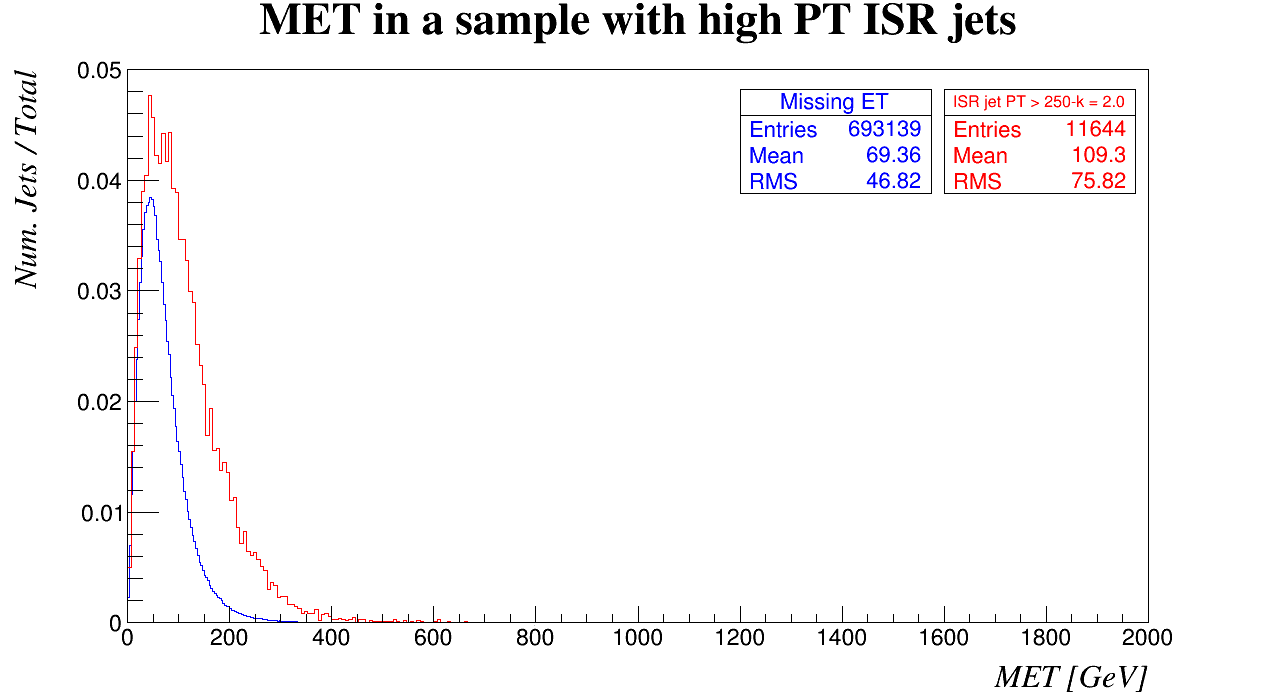 MET in a sample with high PT ISR jets
Num. Jets / Total
0.05
0.04
0.03
0.02
0.01
0
Missing ET
Entries 693139
Mean 69.36
RMS 46.82
ISR jet PT > 250-k = 2.0
Entries 11644
Mean 109.3
RMS 75.82
0 200 400 600 800 1000 1200 1400 1600 1800 2000
MET [GeV]